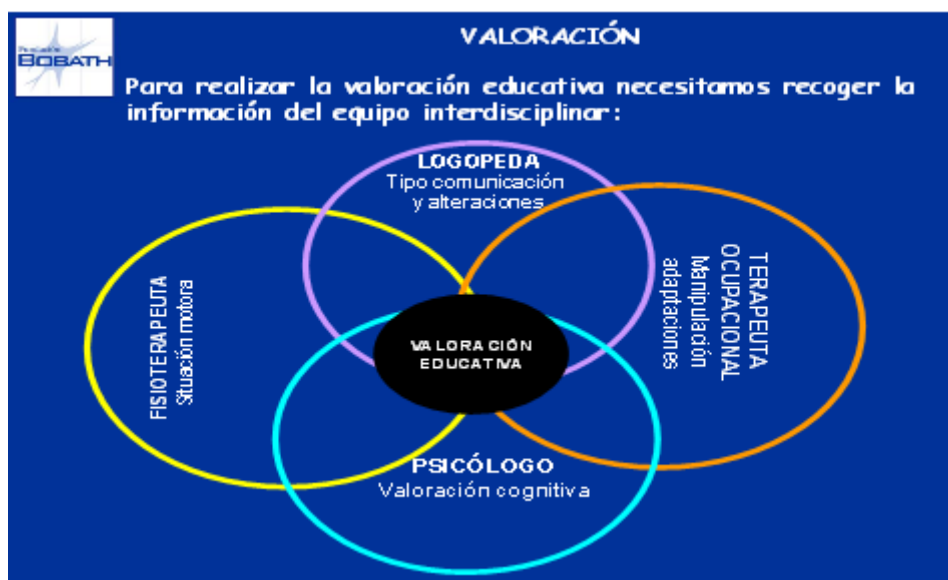 Fundación
BOBATH
VALORACIÓN
Para realizar la valoración educativa necesitamos recoger la
información del equipo interdisciplinar:
LOGOPEDA
Tipo comunicación
y alteraciones
FISIOTERAPEUTA
Situación motora
TERAPEUTA
OCUPACIONAL
Manipulación
adaptaciones
VALORACIÓN
EDUCATIVA
PSICÓLOGO
Valoración cognitiva